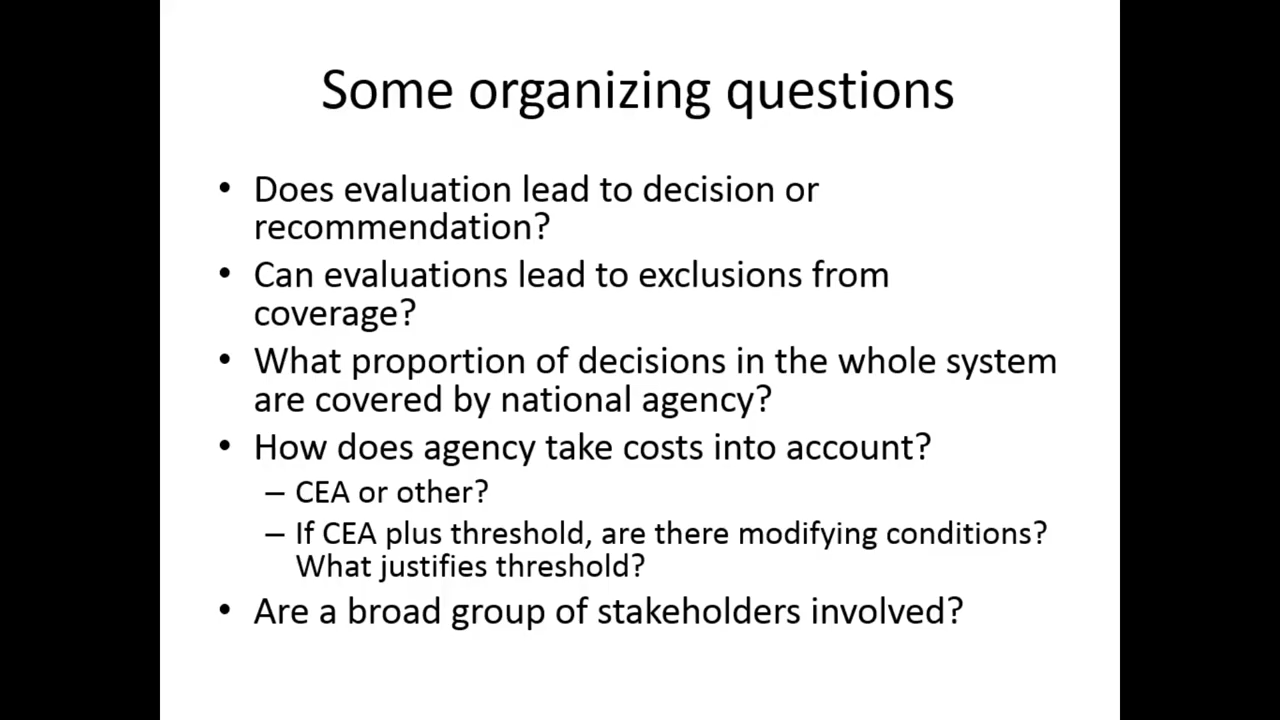 Some organizing questions
• Does evaluation lead to decision or
recommendation?
• Can evaluations lead to exclusions from
coverage?
• What proportion of decisions in the whole system
are covered by national agency?
• How does agency take costs into account?
– CEA or other?
– If CEA plus threshold, are there modifying conditions?
What justifies threshold?
• Are a broad group of stakeholders involved?